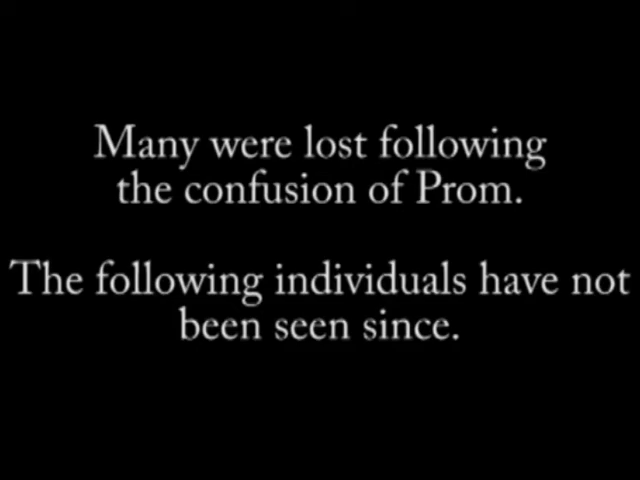 Many were lost following
the confusion of Prom.
The following individuals have not
been seen since.